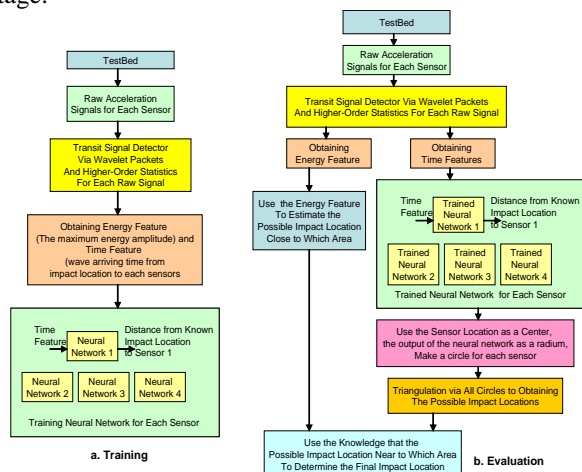 tage.
TestBed
Raw Acceleration
Signals for Each Sensor
Transit Signal Detector
Via Wavelet Packets
And Higher-Order Statistics
For Each Raw Signal
Obtaining Energy Feature
(The maximum energy amplitude) and
Time Feature
(wave arriving time from
impact location to each sensors
Time
Feature
Neural
Network 1
Distance from Known
Impact Location
to Sensor 1
Neural
Network 2
Neural
Network 3
Neural
Network 4
Training Neural Network for Each Sensor
a. Training
TestBed
Raw Acceleration
Signals for Each Sensor
Transit Signal Detector Via Wavelet Packets
And Higher-Order Statistics For Each Raw Signal
Obtaining
Energy Feature
Obtaining
Time Features
Use the Energy Feature
To Estimate the
Possible Impact Location
Close to Which Area
Time
Feature
Trained
Neural
Network 1
Distance from Known
Impact Location
to Sensor 1
Trained
Neural
Network 2
Trained
Neural
Network 3
Trained
Neural
Network 4
Trained Neural Network for Each Sensor
Use the Sensor Location as a Center,
the output of the neural network as a radium,
Make a circle for each sensor
Triangulation via All Circles to Obtaining
The Possible Impact Locations
Use the Knowledge that the
Possible Impact Location Near to Which Area
To Determine the Final Impact Location
b. Evaluation